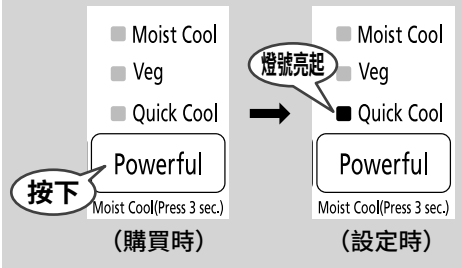 Moist Cool
Veg
Quick Cool
Powerful
按下
Moist Cool(Press 3 sec.)
(購買時)
Moist Cool
燈號亮起
Veg
Quick Cool
Powerful
Moist Cool(Press 3 sec.)
(設定時)